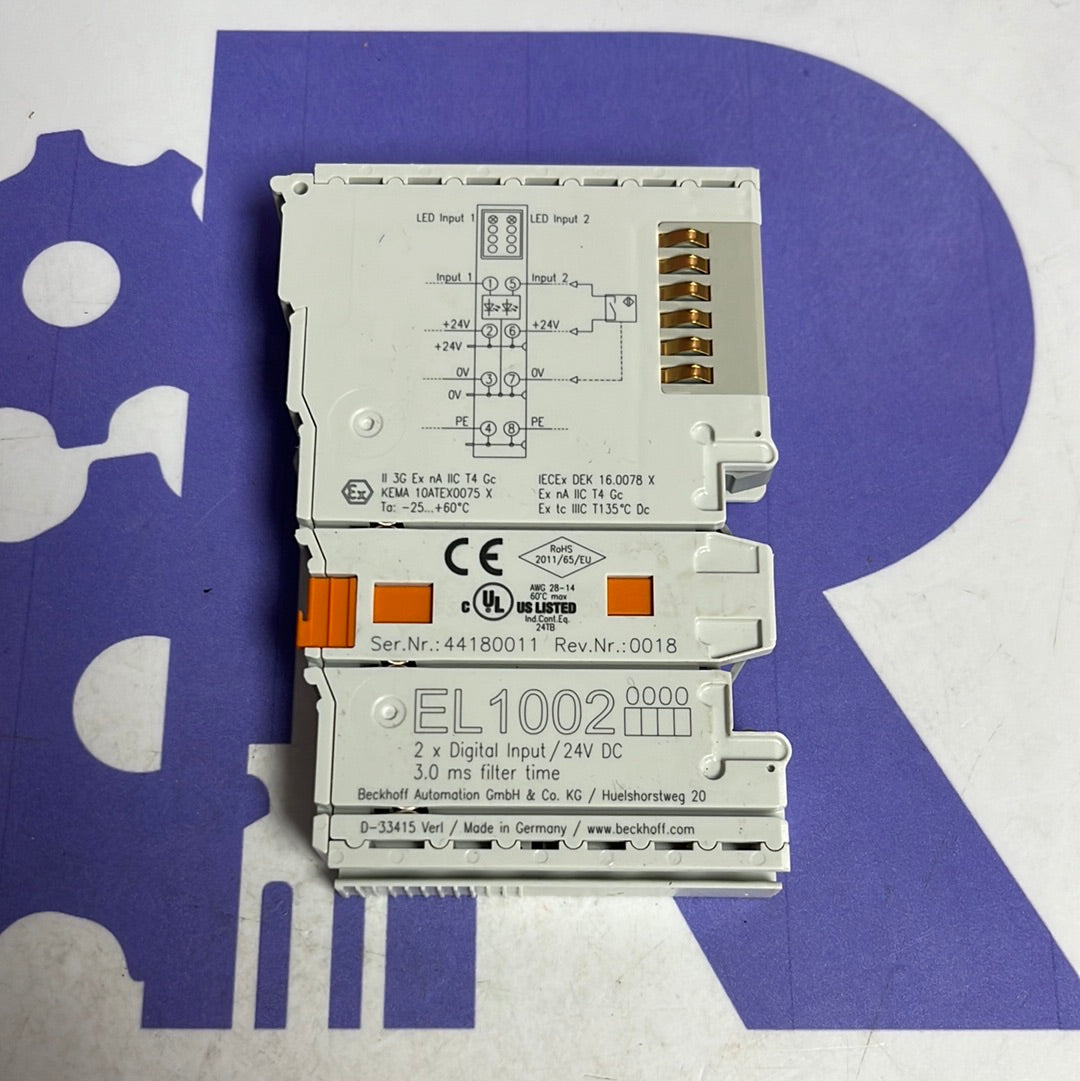 LED Input 1 LED Input 2
Input 1 1 5 Input 2
+24V 2 6 +24V
+24V
0V 3 7 0V
0V
PE 4 8 PE
II 3G Ex nA IIC T4 Gc
KEMA 10ATEX0075 X
Ta: -25...+60°C
IECEx DEK 16.0078 X
Ex nA IIC T4 Gc
Ex tc IIIC T135°C Dc
Ex
CE
RoHS
2011/65/EU
c UL US LISTED
AWG 28-14
60°C max
Ind.Cont.Eq.
24TB
Ser.Nr.:44180011 Rev.Nr.:0018
EL1002
2 x Digital Input/24V DC
3.0 ms filter time
Beckhoff Automation GmbH & Co. KG / Huelshorstweg 20
D-33415 Verl / Made in Germany / www.beckhoff.com
R